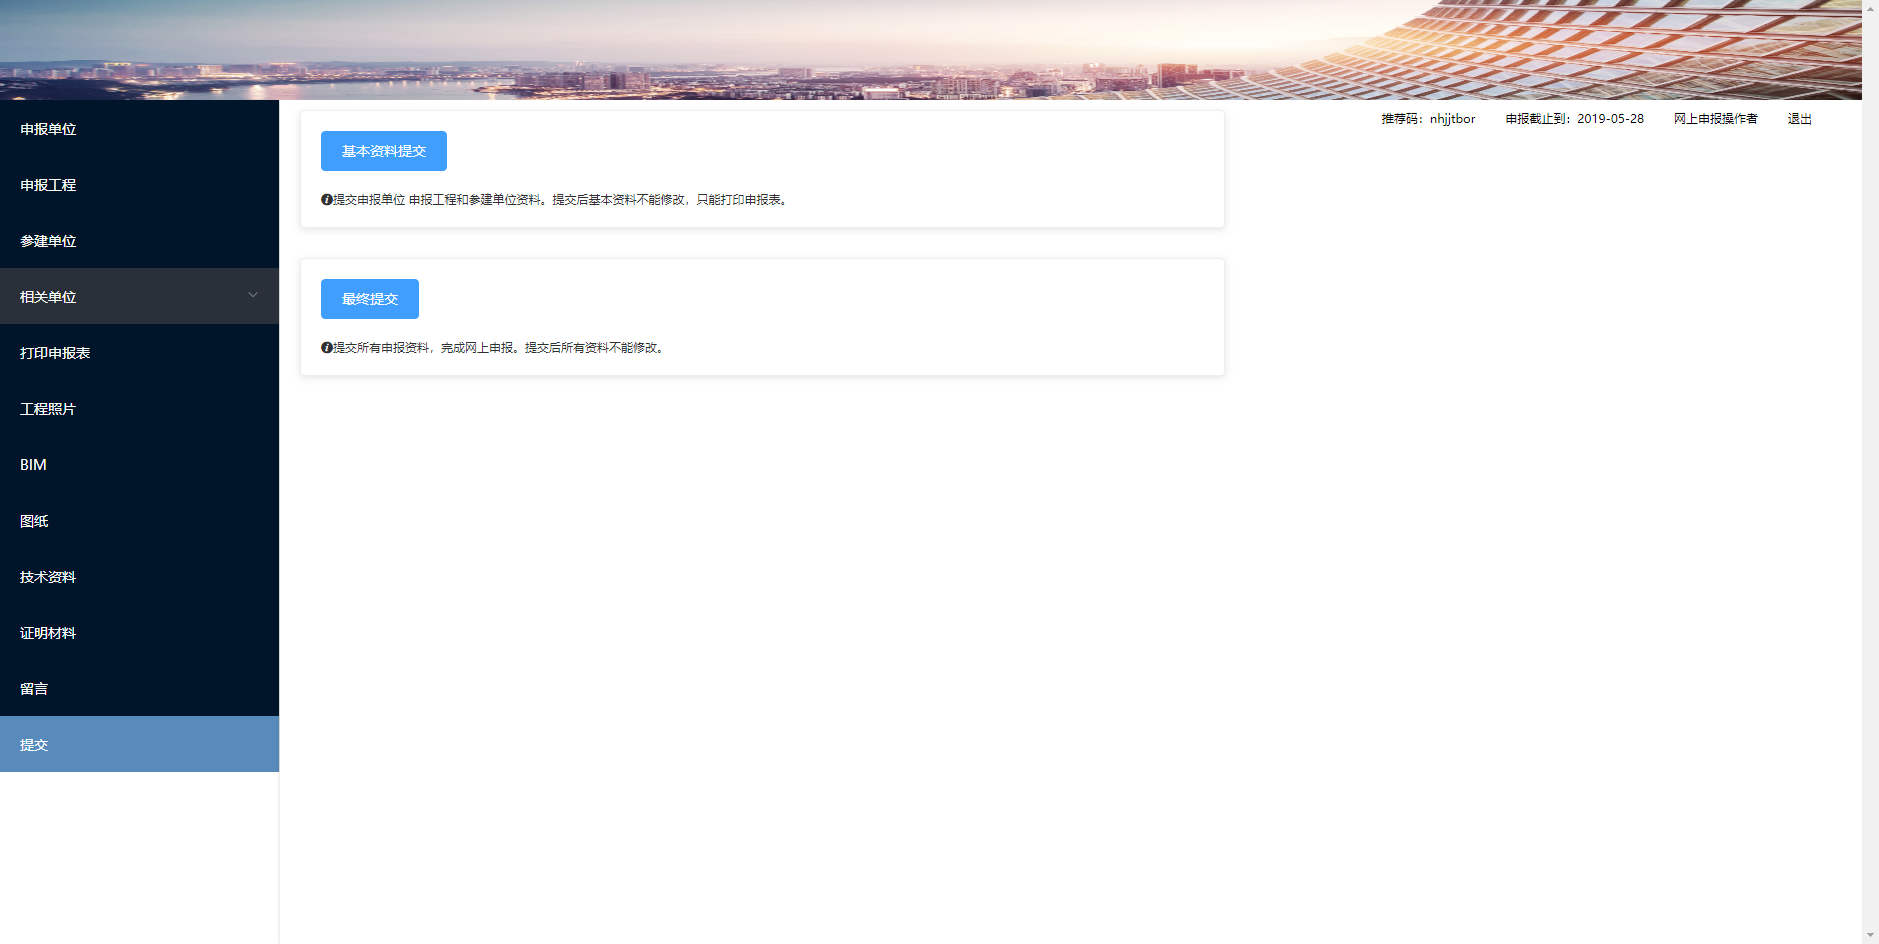 推荐码：nhjjtbor 申报截止到：2019-05-28 网上申报操作者 退出
申报单位
申报工程
参建单位
相关单位
打印申报表
工程照片
BIM
图纸
技术资料
证明材料
留言
提交
基本资料提交
提交申报单位 申报工程和参建单位资料。提交后基本资料不能修改，只能打印申报表。
最终提交
提交所有申报资料，完成网上申报。提交后所有资料不能修改。